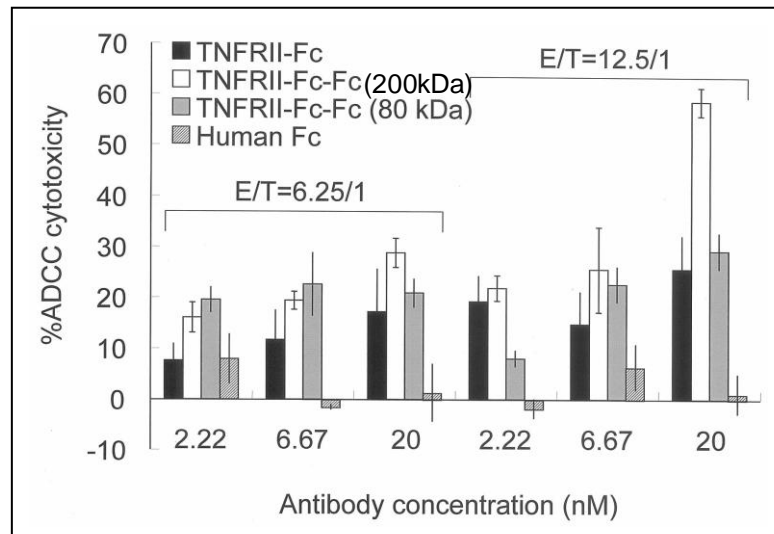 70
60
50
40
30
20
10
0
-10
%ADCC cytotoxicity
TNFRII-Fc
TNFRII-Fc-Fc (200kDa)
TNFRII-Fc-Fc (80 kDa)
Human Fc
E/T=6.25/1
E/T=12.5/1
2.22 6.67 20 2.22 6.67 20
Antibody concentration (nM)